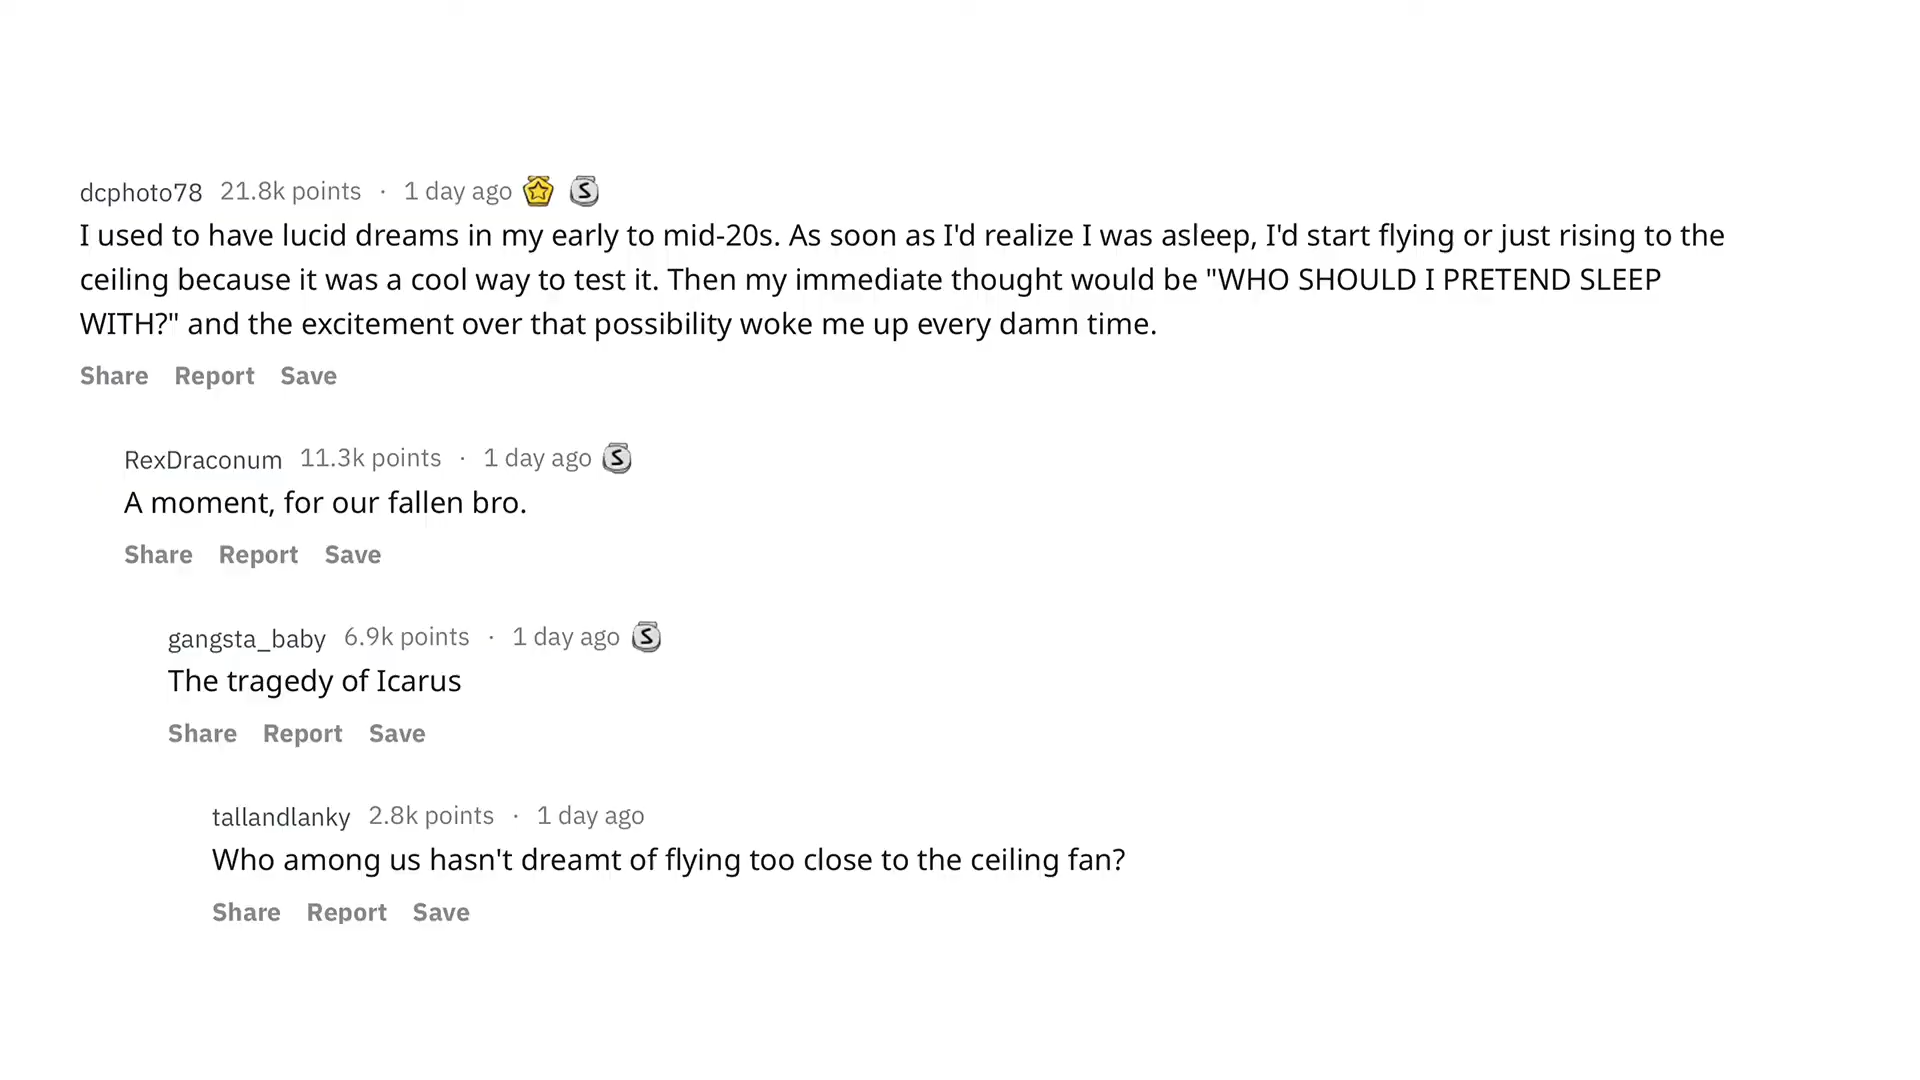 dcphoto78 21.8k points · 1 day ago
I used to have lucid dreams in my early to mid-20s. As soon as I'd realize I was asleep, I'd start flying or just rising to the
ceiling because it was a cool way to test it. Then my immediate thought would be "WHO SHOULD I PRETEND SLEEP
WITH?" and the excitement over that possibility woke me up every damn time.
Share Report Save
RexDraconum 11.3k points · 1 day ago
A moment, for our fallen bro.
Share Report Save
gangsta_baby 6.9k points · 1 day ago
The tragedy of Icarus
Share Report Save
tallandlanky 2.8k points · 1 day ago
Who among us hasn't dreamt of flying too close to the ceiling fan?
Share Report Save